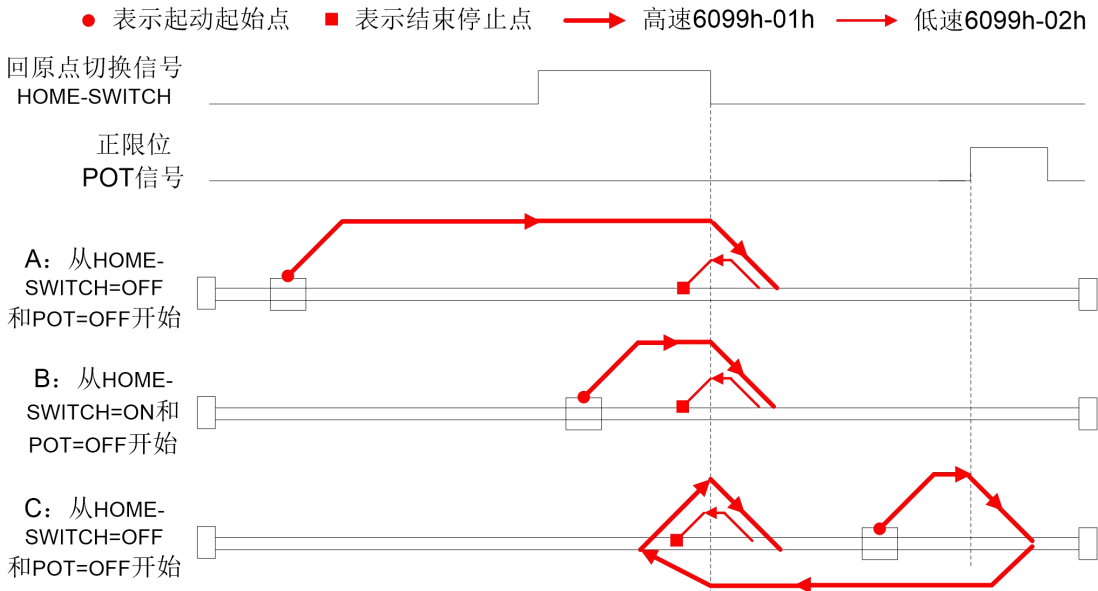 表示起动起始点 表示结束停止点 高速6099h-01h 低速6099h-02h
回原点切换信号
HOME-SWITCH
正限位
POT信号
A：从HOME-
SWITCH=OFF
和POT=OFF开始
B：从HOME-
SWITCH=ON和
POT=OFF开始
C：从HOME-
SWITCH=OFF
和POT=OFF开始